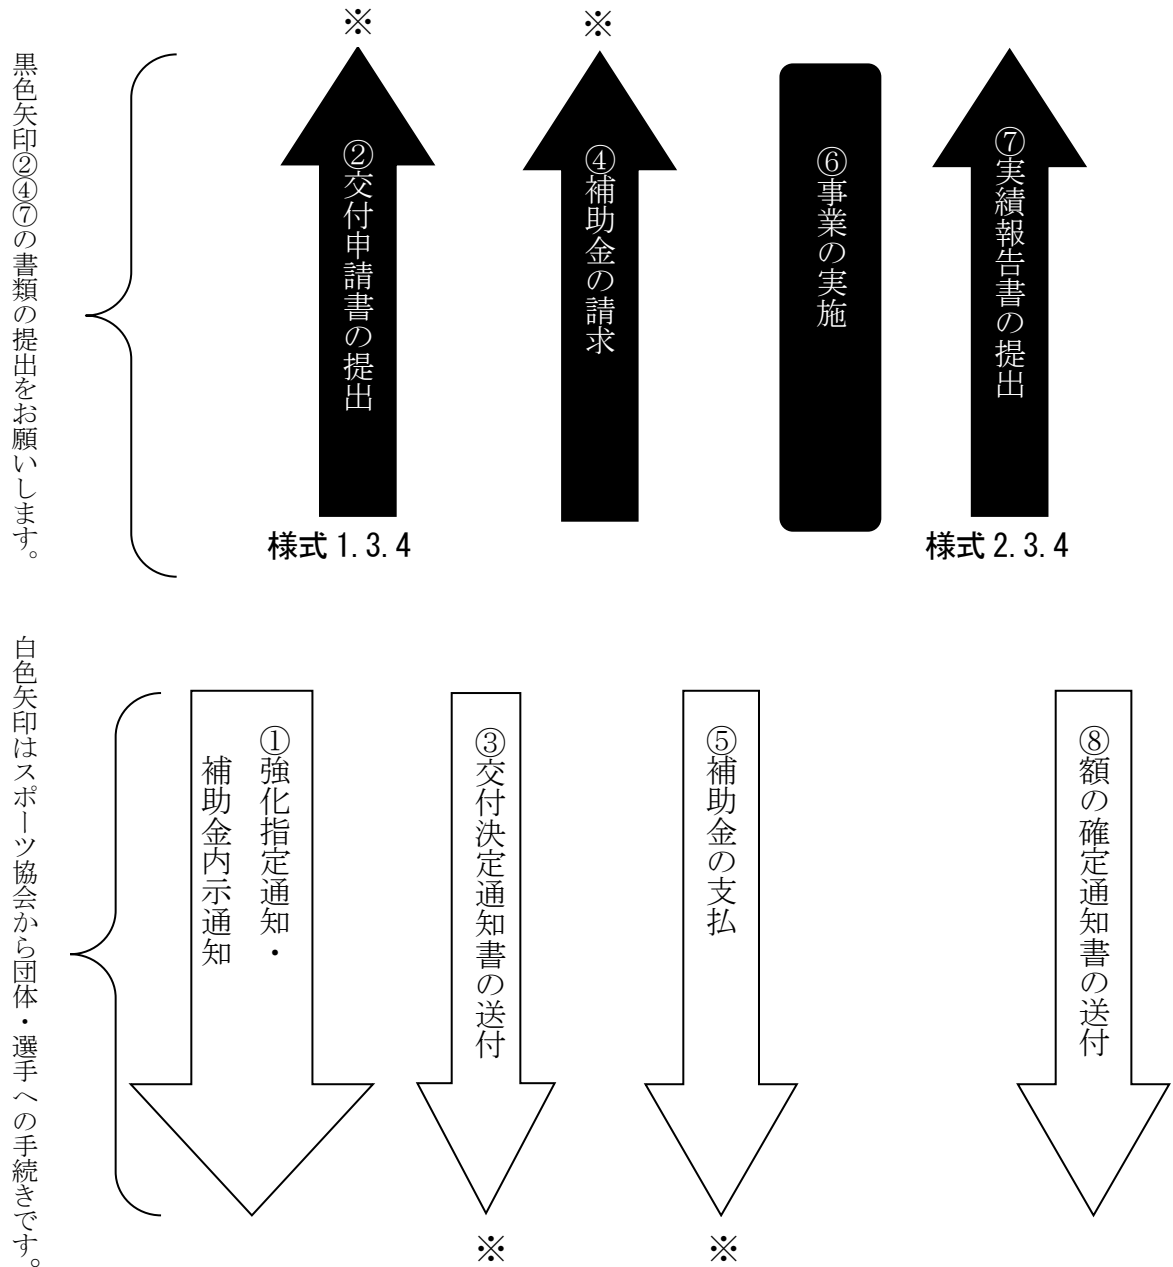 ※
※
黒色矢印②④⑦の書類の提出をお願いします。
②交付申請書の提出
④補助金の請求
⑥事業の実施
⑦実績報告書の提出
様式 1.3.4
様式 2.3.4
白色矢印はスポーツ協会から団体・選手への手続きです。
①強化指定通知・
補助金内示通知
③交付決定通知書の送付
⑤補助金の支払
⑧額の確定通知書の送付
※
※